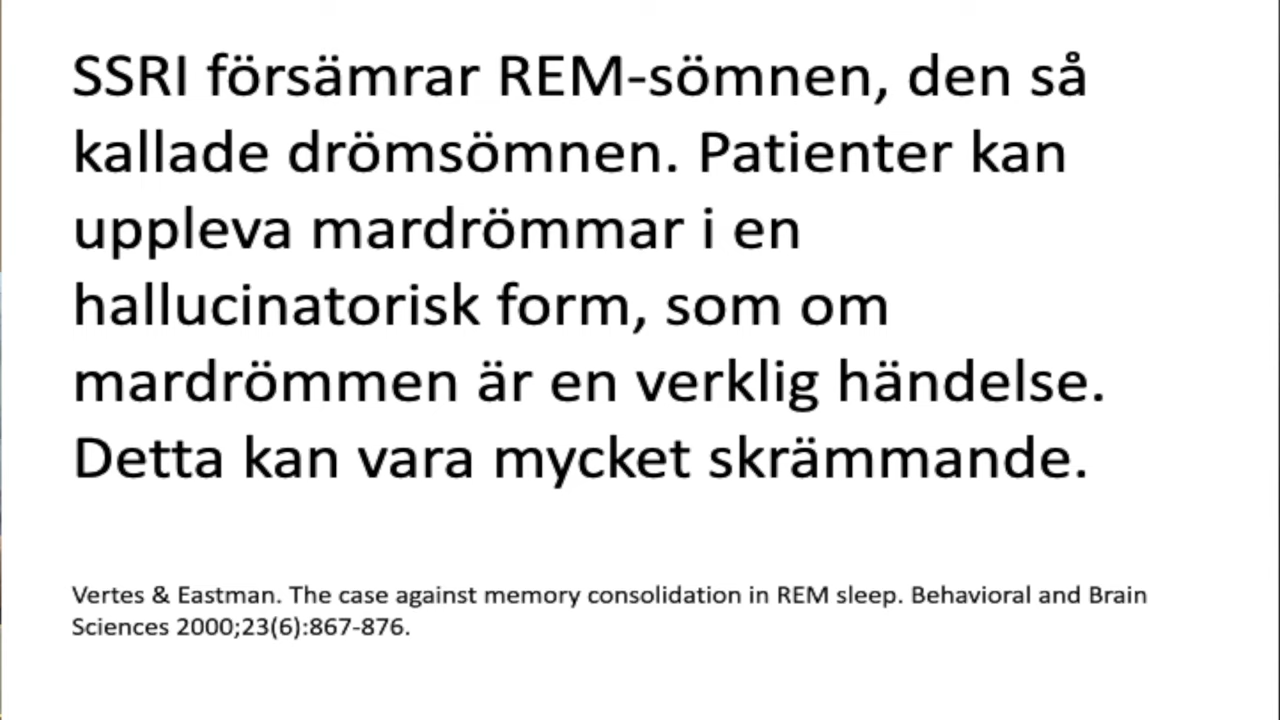 SSRI försämrar REM-sömnen, den så
kallade drömsömnen. Patienter kan
uppleva mardrömmar i en
hallucinatorisk form, som om
mardrömmen är en verklig händelse.
Detta kan vara mycket skrämmande.
Vertes & Eastman. The case against memory consolidation in REM sleep. Behavioral and Brain
Sciences 2000;23(6):867-876.